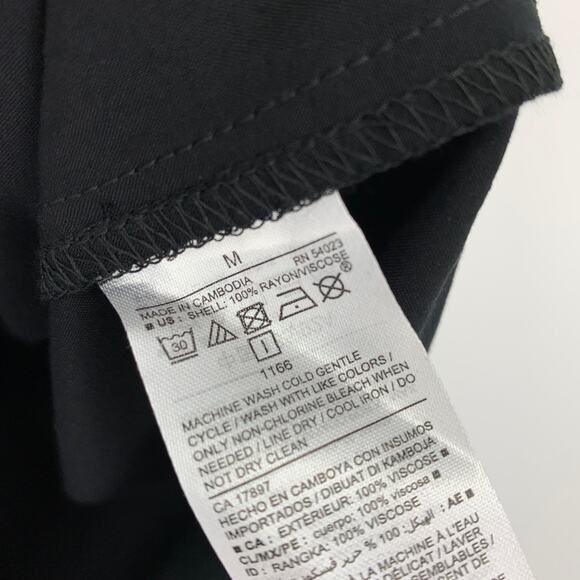 M
MADE IN CAMBODIA RN 54023
■ US : SHELL: 100% RAYON/VISCOSE
30
1166
MACHINE WASH COLD GENTLE
CYCLE / WASH WITH LIKE COLORS /
ONLY NON-CHLORINE BLEACH WHEN
NEEDED / LINE DRY / COOL IRON / DO
NOT DRY CLEAN
CA 17897
HECHO EN CAMBOYA CON INSUMOS
IMPORTADOS / DIBUAT DI KAMBOJA
■ CA : EXTÉRIEUR: 100% VISCOSE ■
CL/MX/PE : cuerpo: 100% viscosa ■
ID : RANGKA: 100% VISCOSE ■ AE :
À LA MACHINE À L'EAU
DÉLICAT / LAVER